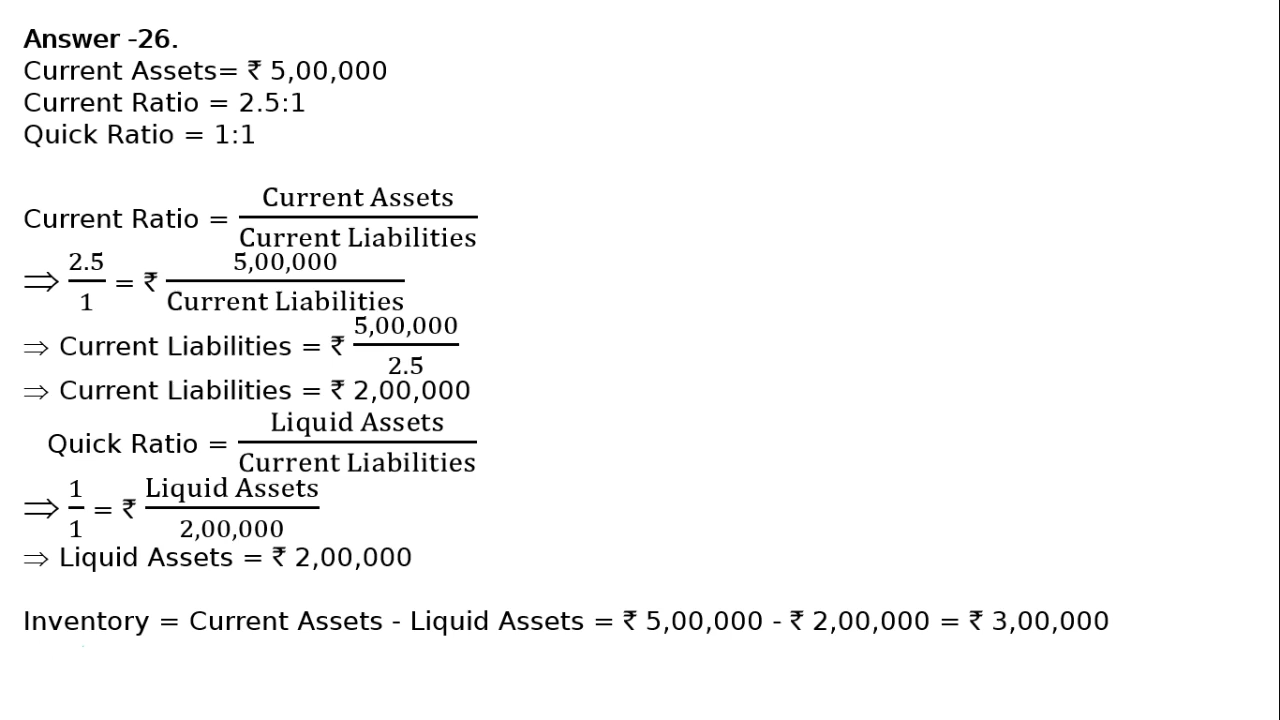 Answer -26.
Current Assets= ₹ 5,00,000
Current Ratio = 2.5:1
Quick Ratio = 1:1
Current Ratio = Current Assets / Current Liabilities
⇒ 2.5/1 = ₹ 5,00,000 / Current Liabilities
⇒ Current Liabilities = ₹ 5,00,000 / 2.5
⇒ Current Liabilities = ₹ 2,00,000
Quick Ratio = Liquid Assets / Current Liabilities
⇒ 1/1 = ₹ Liquid Assets / 2,00,000
⇒ Liquid Assets = ₹ 2,00,000
Inventory = Current Assets - Liquid Assets = ₹ 5,00,000 - ₹ 2,00,000 = ₹ 3,00,000